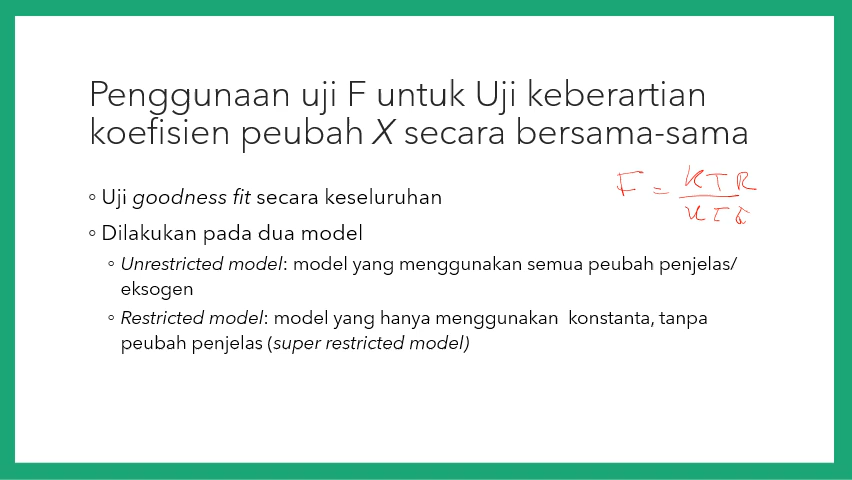 Penggunaan uji F untuk Uji keberartian
koefisien peubah X secara bersama-sama
F = KTR
KTG
◦ Uji goodness fit secara keseluruhan
◦ Dilakukan pada dua model
◦ Unrestricted model: model yang menggunakan semua peubah penjelas/
eksogen
◦ Restricted model: model yang hanya menggunakan konstanta, tanpa
peubah penjelas (super restricted model)